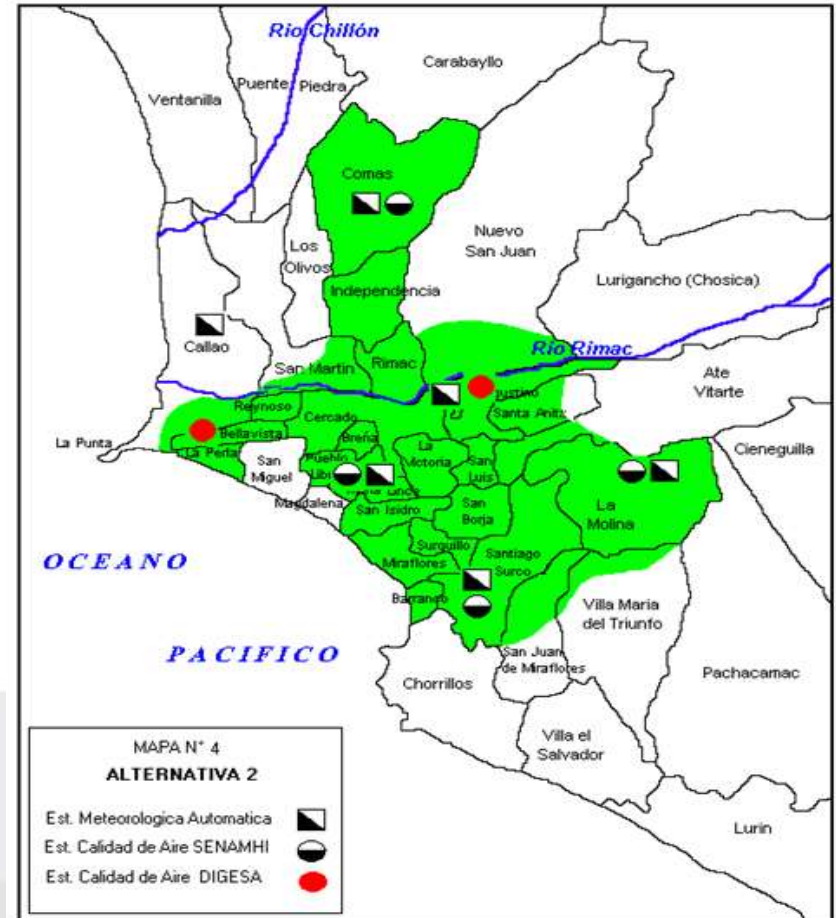 Rio Chillón
Carabayllo
Puente Piedra
Ventanilla
Comas
Nuevo
San Juan
Los
Olivos
Lurigancho (Chosica)
Independencia
Callao
Rio Rimac
San Martin
Rimac
Ate
Vitarte
Santa Anita
Reynoso
Cercado
La Punta
Bellavista
Breña
La Perla
La
Victoria
San
Luis
Cieneguilla
San
Miguel
Pueblo
Magdalena
San Isidro
San
Borja
La
Molina
OCEANO
Surguillo
Miraflores
Santiago
Surco
Barranco
Villa Maria
del Triunfo
PACIFICO
San Juan
de Miraflores
Chorrillos
Pachacamac
Villa el
Salvador
Lurin
MAPA N° 4
ALTERNATIVA 2
Est. Meteorologica Automatica
Est. Calidad de Aire SENAMHI
Est. Calidad de Aire DIGESA